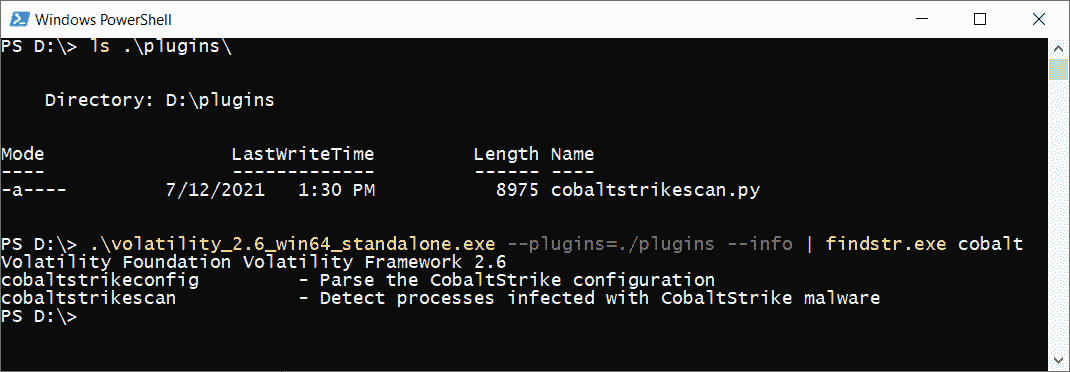 Windows PowerShell
PS D:\> ls .\plugins\
Directory: D:\plugins
Mode                LastWriteTime         Length Name
----                -------------         ------ ----
-a----         7/12/2021   1:30 PM           8975 cobaltstrikescan.py
PS D:\> .\volatility_2.6_win64_standalone.exe --plugins=./plugins --info | findstr.exe cobalt
Volatility Foundation Volatility Framework 2.6
cobaltstrikeconfig         - Parse the CobaltStrike configuration
cobaltstrikescan           - Detect processes infected with CobaltStrike malware
PS D:\>